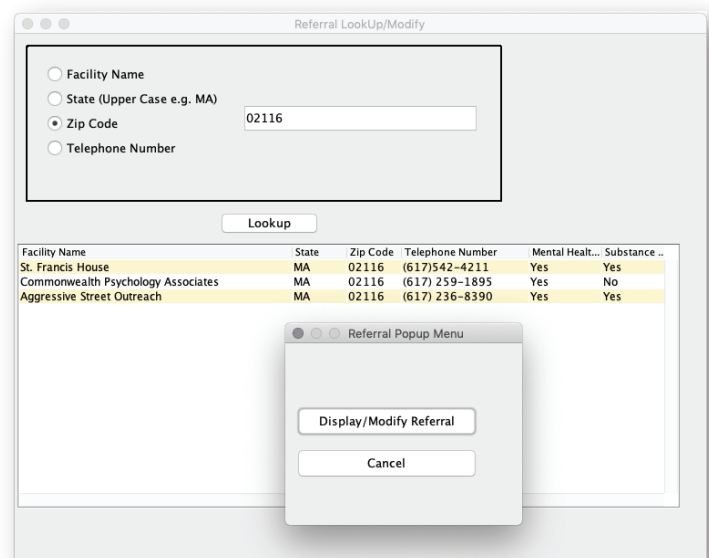 Referral LookUp/Modify
Facility Name
State (Upper Case e.g. MA)
Zip Code
02116
Telephone Number
Lookup
Facility Name State Zip Code Telephone Number Mental Healt... Substance ..
St. Francis House MA 02116 (617)542-4211 Yes Yes
Commonwealth Psychology Associates MA 02116 (617) 259-1895 Yes No
Aggressive Street Outreach MA 02116 (617) 236-8390 Yes Yes
Referral Popup Menu
Display/Modify Referral
Cancel